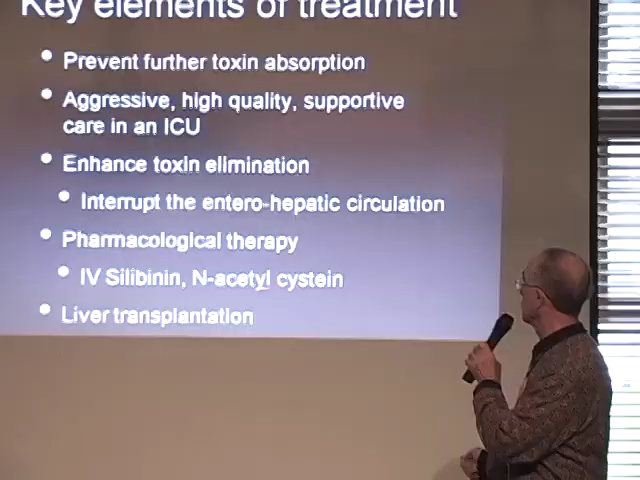 Key elements of treatment
• Prevent further toxin absorption
• Aggressive, high quality, supportive
care in an ICU
• Enhance toxin elimination
• Interrupt the entero-hepatic circulation
• Pharmacological therapy
• IV Silibinin, N-acetyl cystein
• Liver transplantation